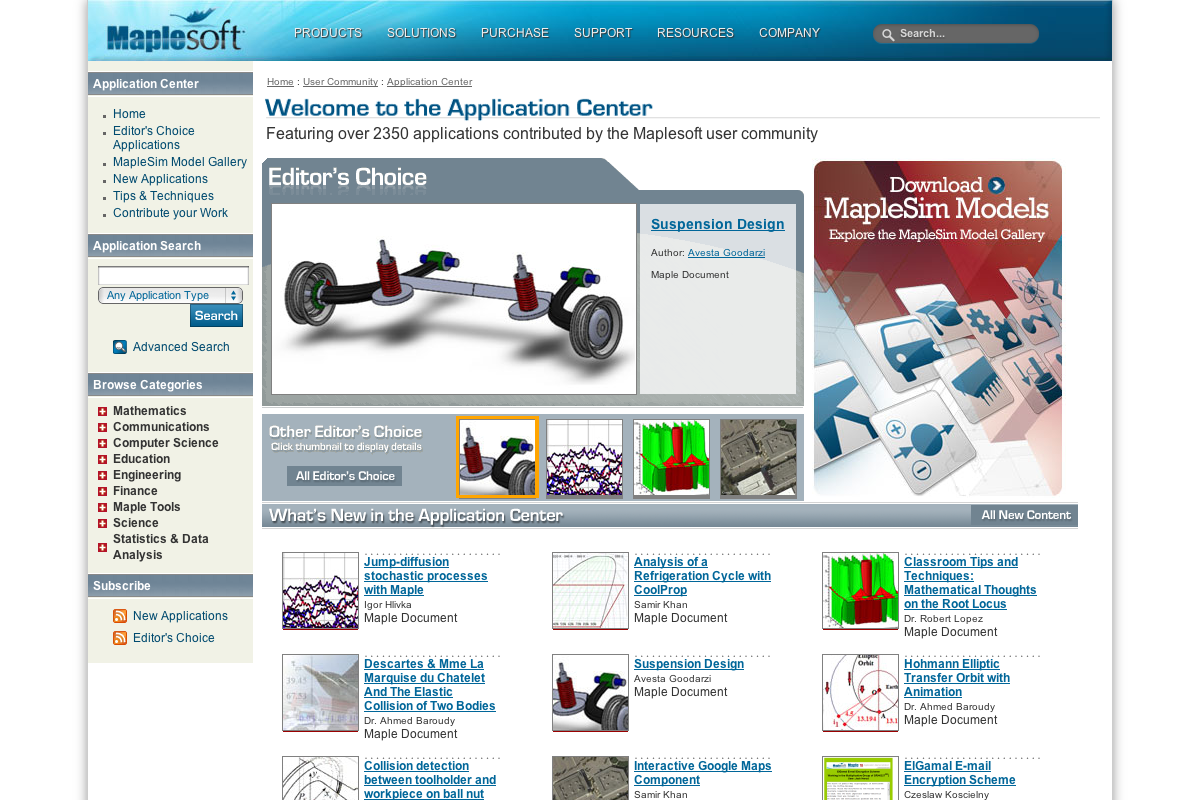 Maplesoft
PRODUCTS SOLUTIONS PURCHASE SUPPORT RESOURCES COMPANY
Search...
Application Center
Home
Editor's Choice
Applications
MapleSim Model Gallery
New Applications
Tips & Techniques
Contribute your Work
Application Search
Any Application Type
Search
Advanced Search
Browse Categories
Mathematics
Communications
Computer Science
Education
Engineering
Finance
Maple Tools
Science
Statistics & Data
Analysis
Subscribe
New Applications
Editor's Choice
Home : User Community : Application Center
Welcome to the Application Center
Featuring over 2350 applications contributed by the Maplesoft user community
Editor's Choice
Suspension Design
Author: Avesta Goodarzi
Maple Document
Other Editor's Choice
Click thumbnail to display details
All Editor's Choice
Download
MapleSim Models
Explore the MapleSim Model Gallery
What's New in the Application Center
All New Content
Jump-diffusion
stochastic processes
with Maple
Igor Hlivka
Maple Document
Analysis of a
Refrigeration Cycle with
CoolProp
Samir Khan
Maple Document
Classroom Tips and
Techniques:
Mathematical Thoughts
on the Root Locus
Dr. Robert Lopez
Maple Document
39.45
67.53
Descartes & Mme La
Marquise du Chatelet
And The Elastic
Collision of Two Bodies
Dr. Ahmed Baroudy
Maple Document
Suspension Design
Avesta Goodarzi
Maple Document
Orbit
13.194
Hohmann Elliptic
Transfer Orbit with
Animation
Dr. Ahmed Baroudy
Maple Document
Collision detection
between toolholder and
workpiece on ball nut
Interactive Google Maps
Component
Samir Khan
ElGamal E-mail
Encryption Scheme
Czeslaw Koscielny